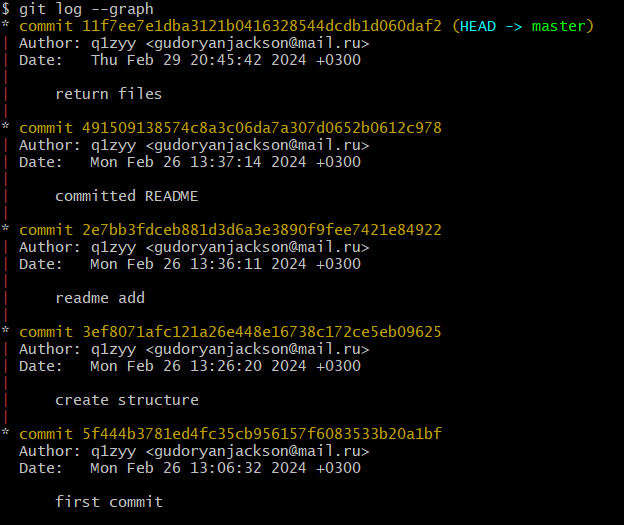 $ git log --graph
* commit 11f7ee7e1dba3121b0416328544dcdb1d060daf2 (HEAD -> master)
| Author: q1zyy <gudoryanjackson@mail.ru>
| Date:   Thu Feb 29 20:45:42 2024 +0300
|
|     return files
|
* commit 491509138574c8a3c06da7a307d0652b0612c978
| Author: q1zyy <gudoryanjackson@mail.ru>
| Date:   Mon Feb 26 13:37:14 2024 +0300
|
|     committed README
|
* commit 2e7bb3fdceb881d3d6a3e3890f9fee7421e84922
| Author: q1zyy <gudoryanjackson@mail.ru>
| Date:   Mon Feb 26 13:36:11 2024 +0300
|
|     readme add
|
* commit 3ef8071afc121a26e448e16738c172ce5eb09625
| Author: q1zyy <gudoryanjackson@mail.ru>
| Date:   Mon Feb 26 13:26:20 2024 +0300
|
|     create structure
|
* commit 5f444b3781ed4fc35cb956157f6083533b20a1bf
  Author: q1zyy <gudoryanjackson@mail.ru>
  Date:   Mon Feb 26 13:06:32 2024 +0300

      first commit